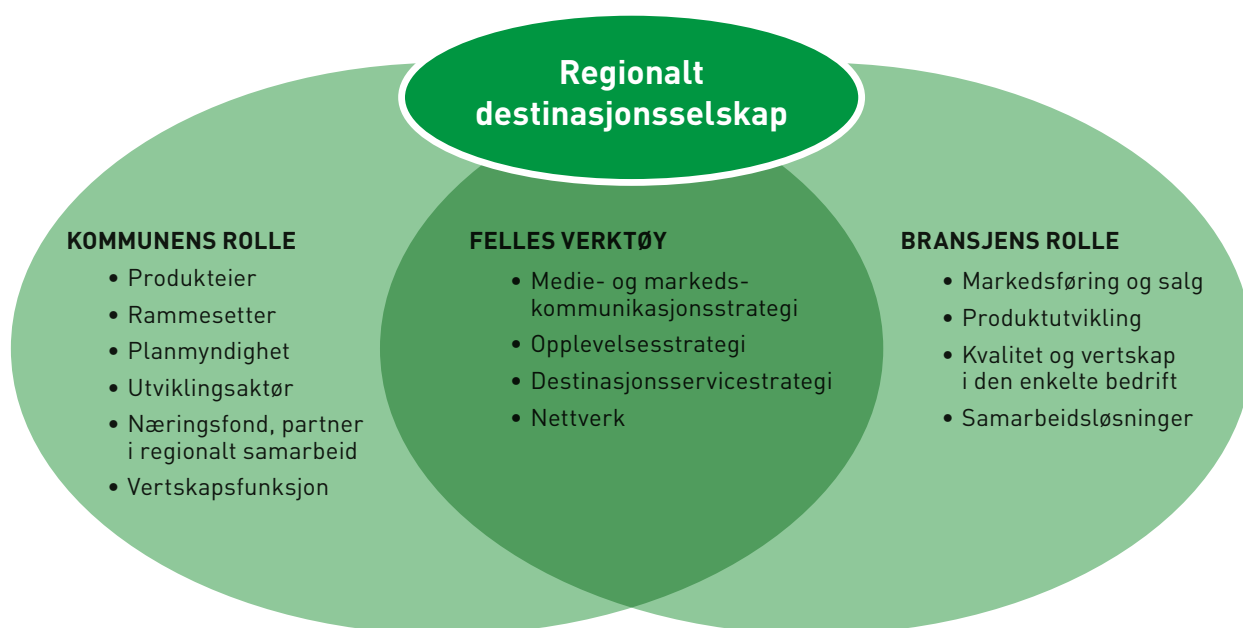 Regionalt
destinasjonsselskap
KOMMUNENS ROLLE
• Produkteier
• Rammesetter
• Planmyndighet
• Utviklingsaktør
• Næringsfond, partner
i regionalt samarbeid
• Vertskapsfunksjon
FELLES VERKTØY
• Medie- og markeds-
kommunikasjonsstrategi
• Opplevelsesstrategi
• Destinasjonsservicestrategi
• Nettverk
BRANSJENS ROLLE
• Markedsføring og salg
• Produktutvikling
• Kvalitet og vertskap
i den enkelte bedrift
• Samarbeidsløsninger